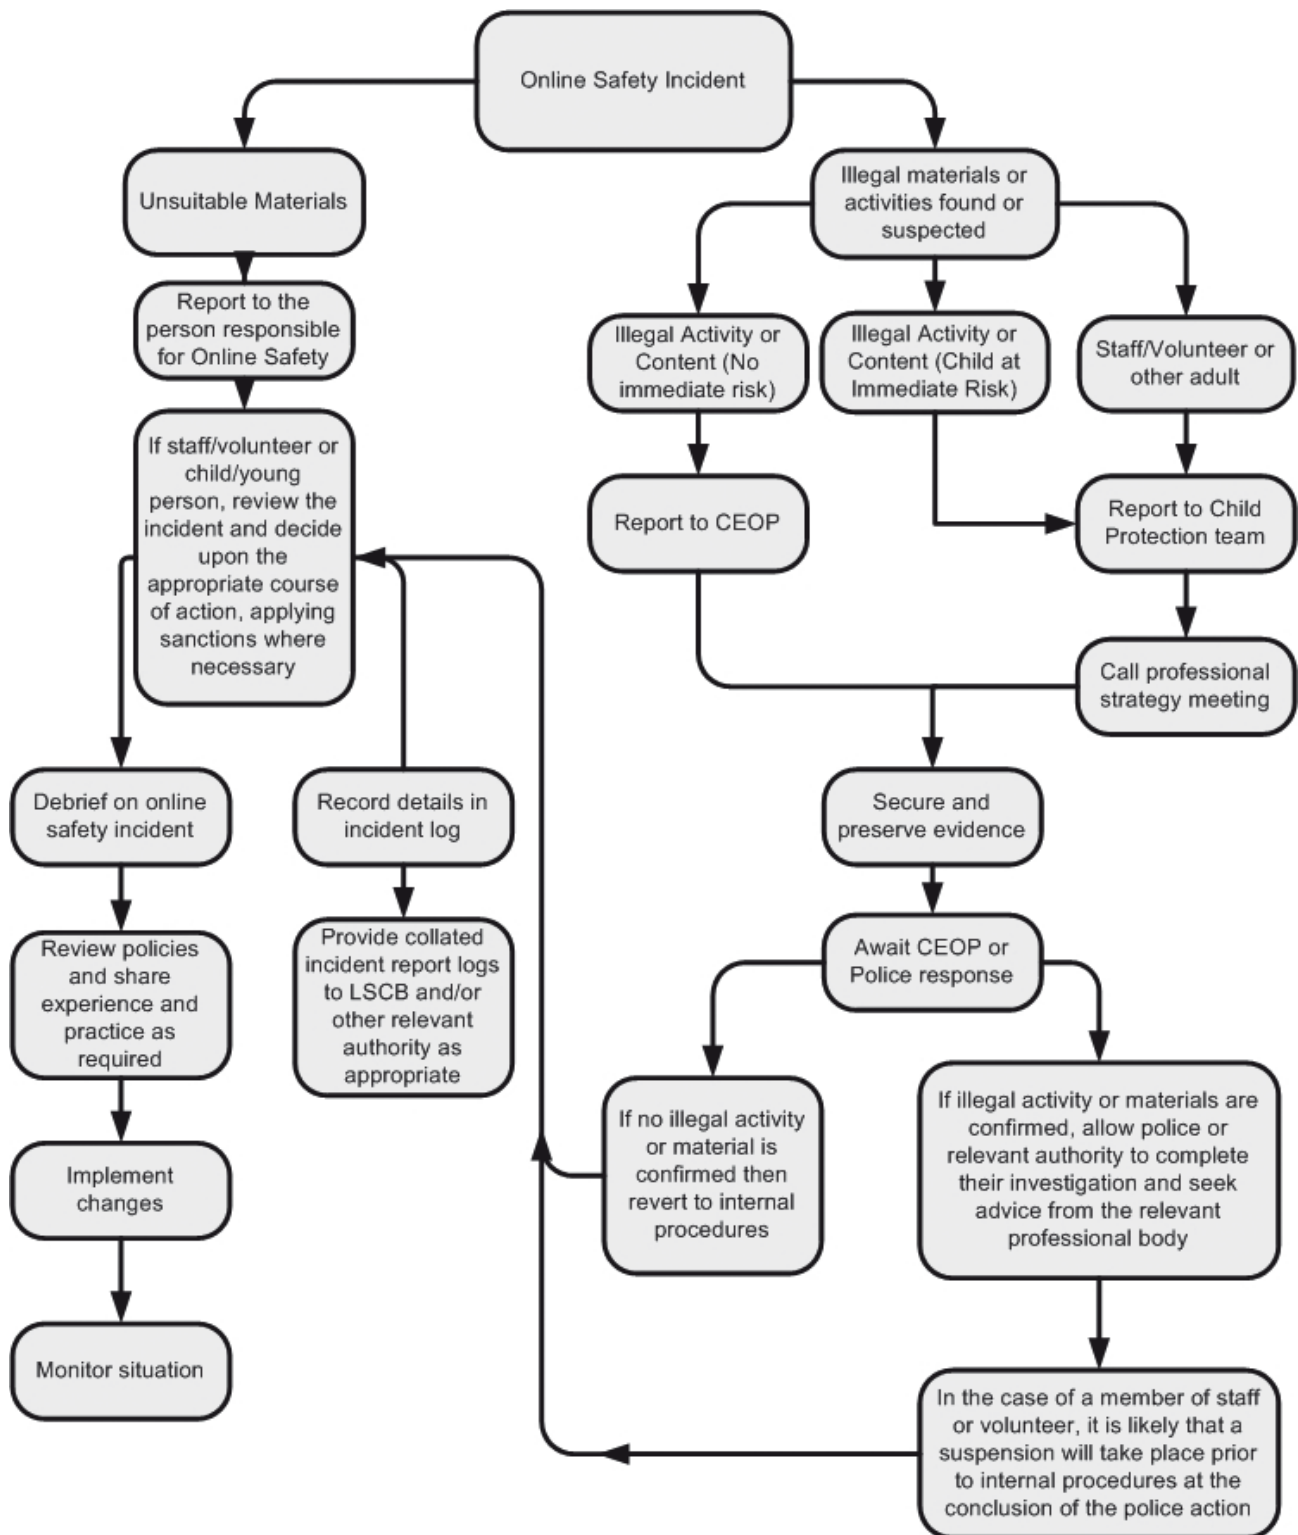 Online Safety Incident
Unsuitable Materials
Illegal materials or
activities found or
suspected
Report to the
person responsible
for Online Safety
Illegal Activity or
Content (No
immediate risk)
Illegal Activity or
Content (Child at
Immediate Risk)
Staff/Volunteer or
other adult
If staff/volunteer or
child/young
person, review the
incident and decide
upon the
appropriate course
of action, applying
sanctions where
necessary
Report to CEOP
Report to Child
Protection team
Call professional
strategy meeting
Debrief on online
safety incident
Record details in
incident log
Secure and
preserve evidence
Review policies
and share
experience and
practice as
required
Provide collated
incident report logs
to LSCB and/or
other relevant
authority as
appropriate
Await CEOP or
Police response
If no illegal activity
or material is
confirmed then
revert to internal
procedures
If illegal activity or materials are
confirmed, allow police or
relevant authority to complete
their investigation and seek
advice from the relevant
professional body
Implement
changes
Monitor situation
In the case of a member of staff
or volunteer, it is likely that a
suspension will take place prior
to internal procedures at the
conclusion of the police action